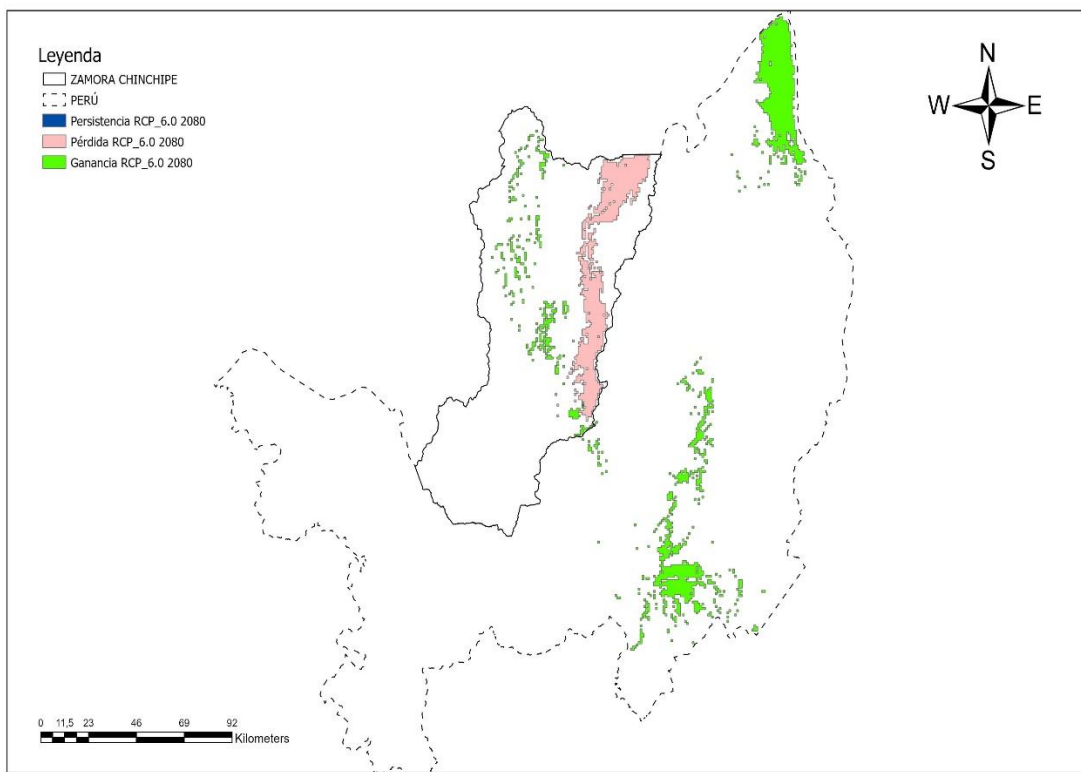 Leyenda
ZAMORA CHINCHIPE
PERÚ
Persistencia RCP_6.0 2080
Pérdida RCP_6.0 2080
Ganancia RCP_6.0 2080
N
W E
S
0 11,5 23 46 69 92
Kilometers